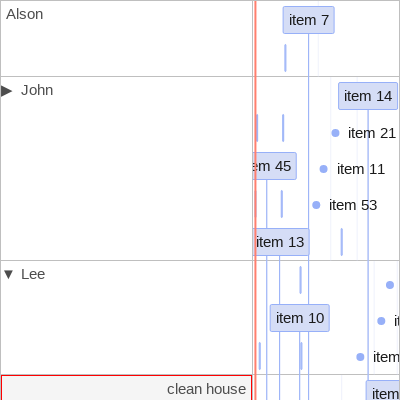 Alson
item 7
▶ John
item 14
item 21
em 45
item 11
item 53
item 13
▼ Lee
item 10
it
item
clean house
item